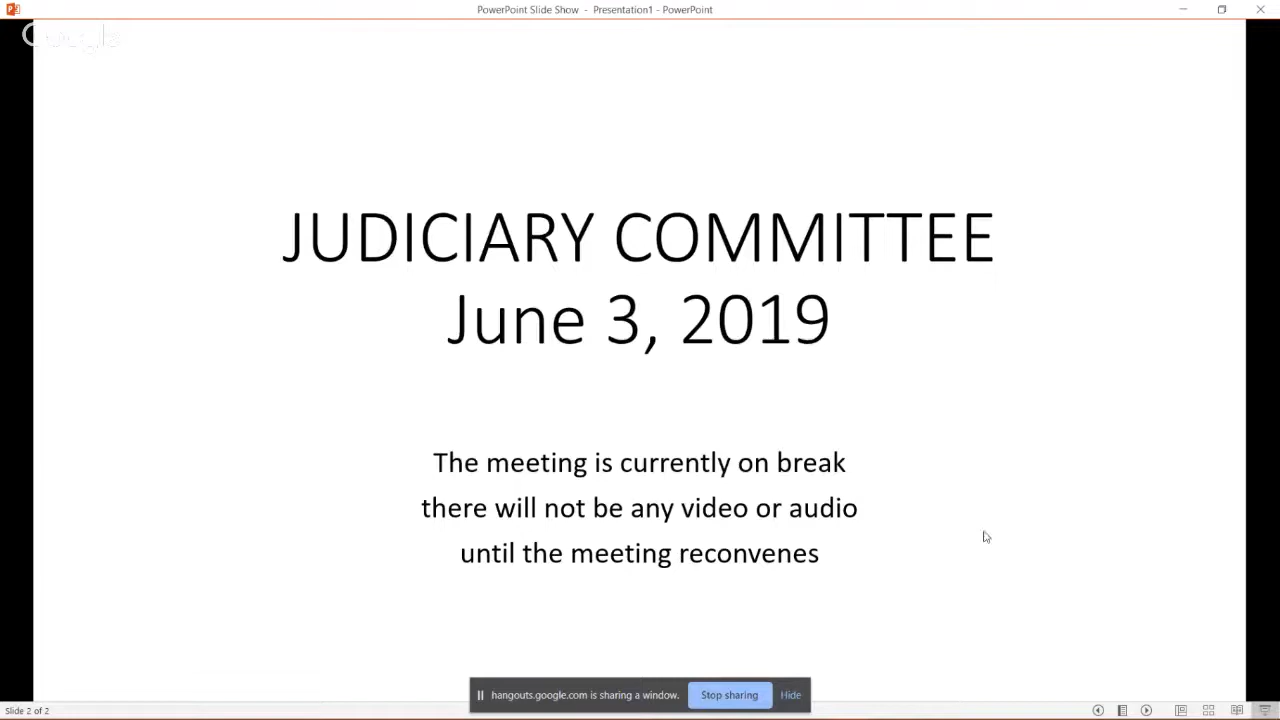 PowerPoint Slide Show - Presentation1 - PowerPoint
Google
JUDICIARY COMMITTEE
June 3, 2019
The meeting is currently on break
there will not be any video or audio
until the meeting reconvenes
hangouts.google.com is sharing a window.
Stop sharing
Hide
Slide 2 of 2